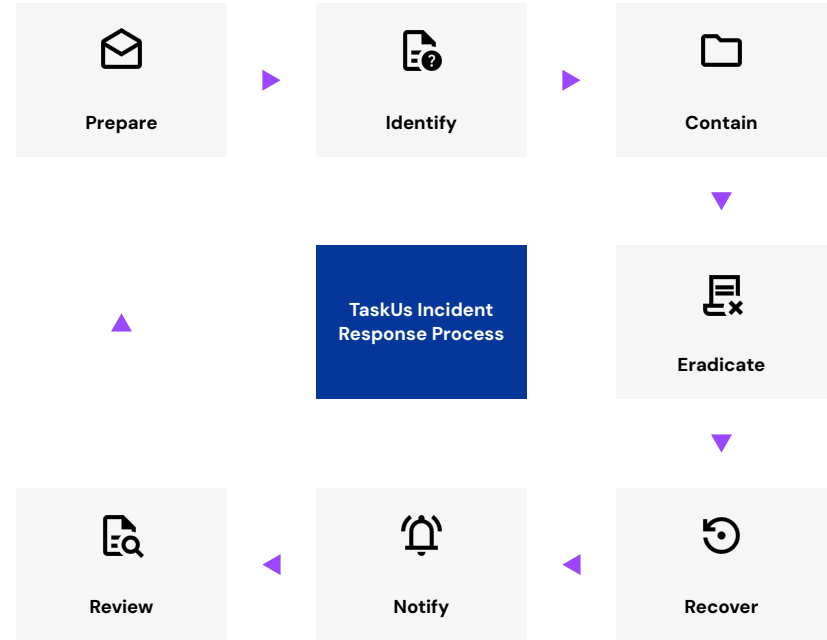 Prepare
Identify
Contain
TaskUs Incident
Response Process
Eradicate
Review
Notify
Recover